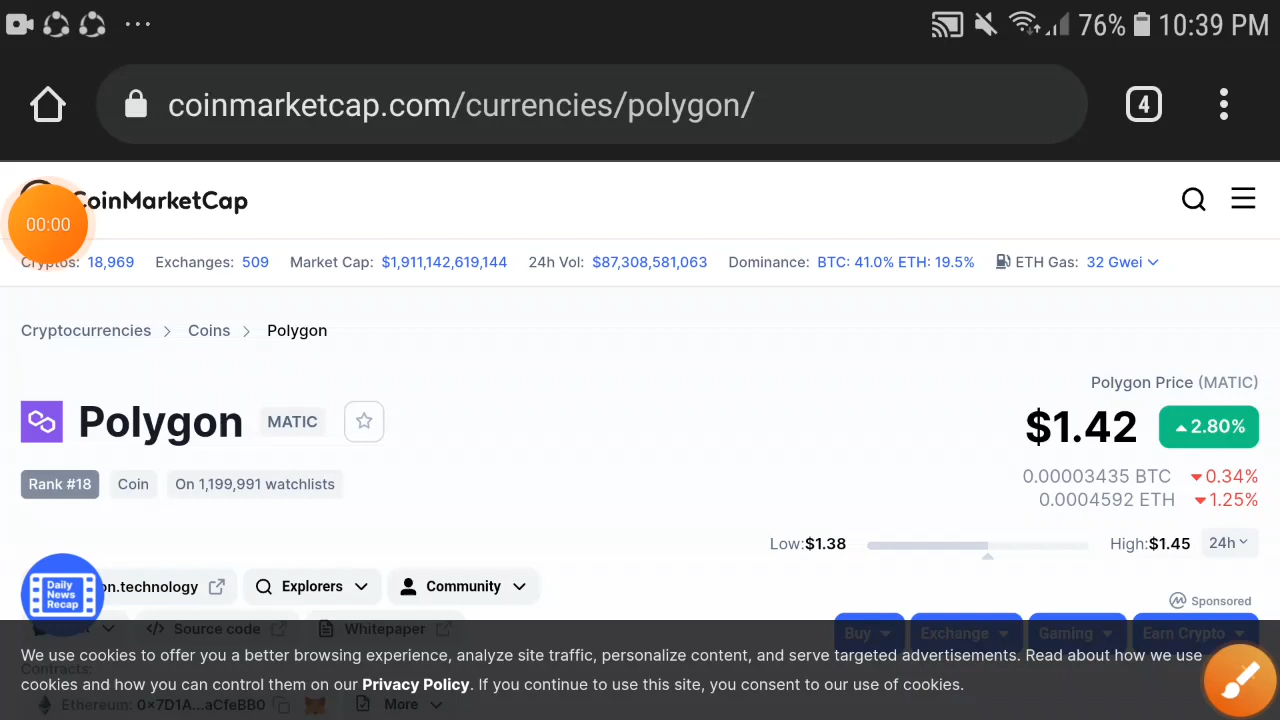 76% 10:39 PM
coinmarketcap.com/currencies/polygon/
4
CoinMarketCap
00:00
Cryptos: 18,969 Exchanges: 509 Market Cap: $1,911,142,619,144 24h Vol: $87,308,581,063 Dominance: BTC: 41.0% ETH: 19.5% ETH Gas: 32 Gwei
Cryptocurrencies > Coins > Polygon
Polygon Price (MATIC)
Polygon MATIC
$1.42 2.80%
Rank #18 Coin On 1,199,991 watchlists
0.00003435 BTC 0.34%
0.0004592 ETH 1.25%
Low:$1.38 High:$1.45 24h
Daily News Recap
on.technology Explorers Community
Sponsored
Source code Whitepaper
Buy Exchange Gaming Earn Crypto
We use cookies to offer you a better browsing experience, analyze site traffic, personalize content, and serve targeted advertisements. Read about how we use
cookies and how you can control them on our Privacy Policy. If you continue to use this site, you consent to our use of cookies.
Contracts:
Ethereum: 0x7D1A...aCfeBB0 More